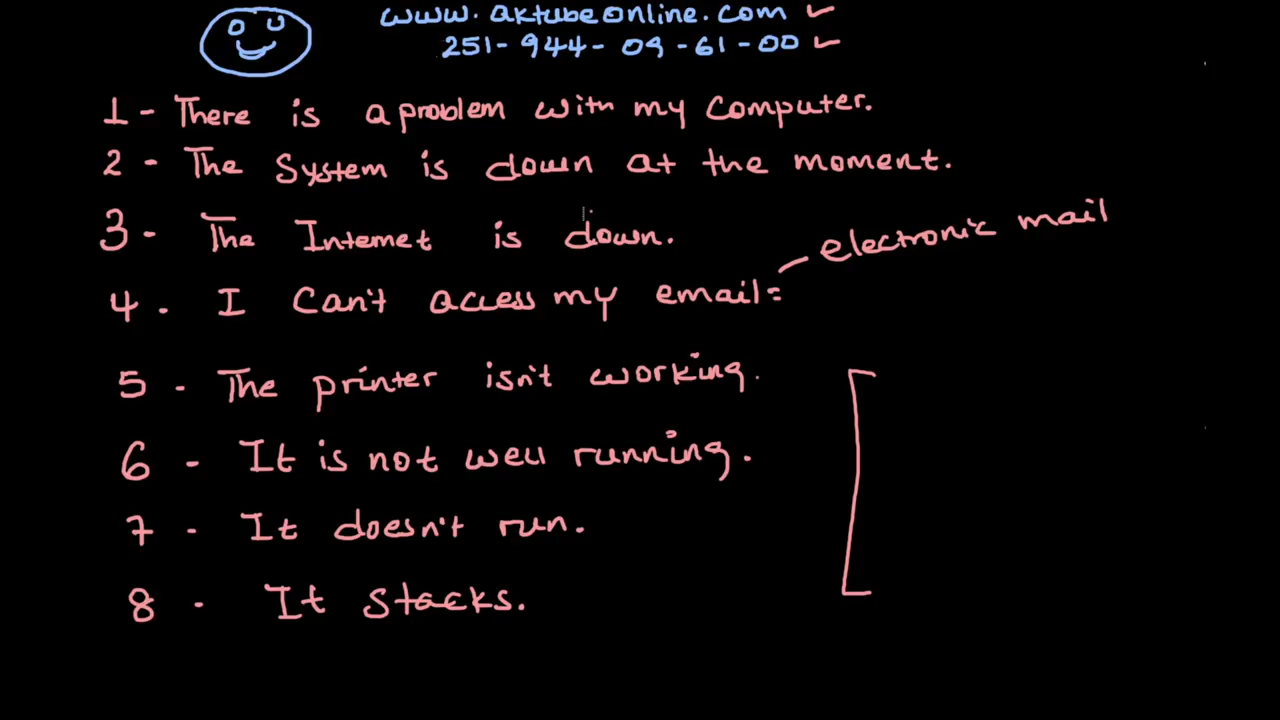 www.aktubeonline.com
251-944-09-61-00
1 - There is a problem with my computer.
2 - The System is down at the moment.
3 - The Internet is down.
4 - I Can't access my email = electronic mail
5 - The printer isn't working.
6 - It is not well running.
7 - It doesn't run.
8 - It stacks.